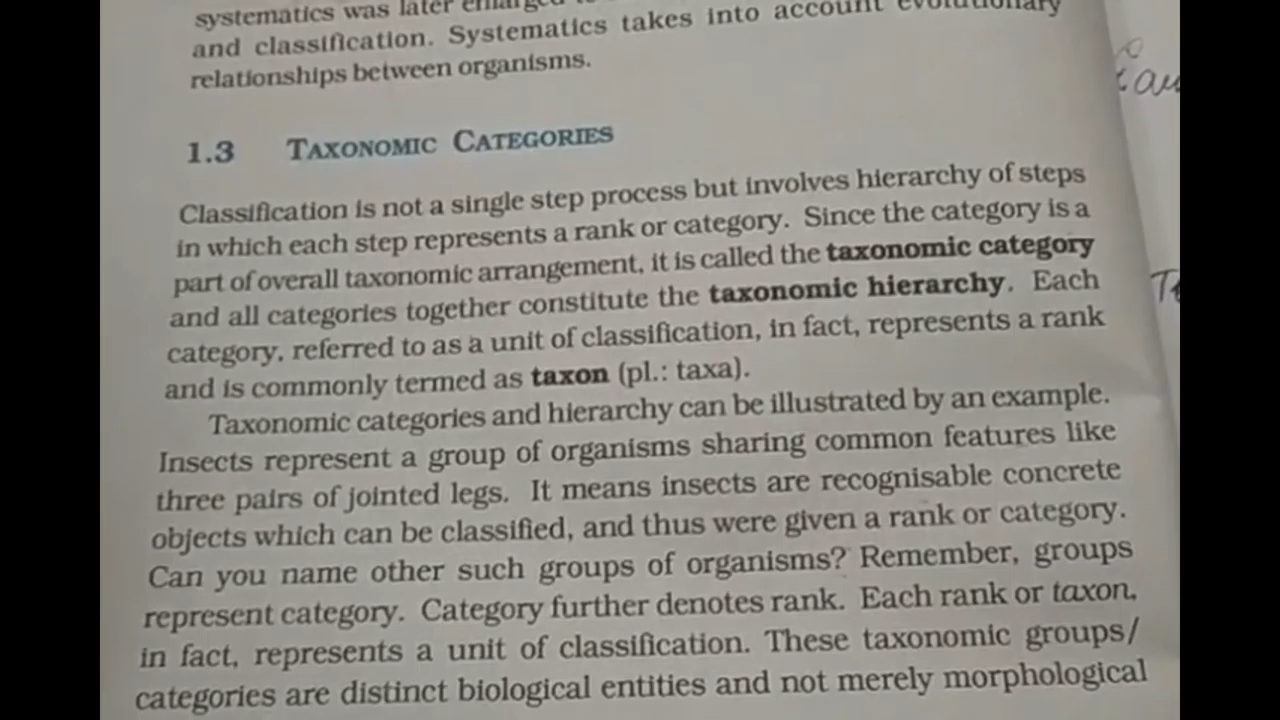 systematics was later
and classification. Systematics takes into account evolutionary
relationships between organisms.
1.3 TAXONOMIC CATEGORIES
Classification is not a single step process but involves hierarchy of steps
in which each step represents a rank or category. Since the category is a
part of overall taxonomic arrangement, it is called the taxonomic category
and all categories together constitute the taxonomic hierarchy. Each
category, referred to as a unit of classification, in fact, represents a rank
and is commonly termed as taxon (pl.: taxa).
Taxonomic categories and hierarchy can be illustrated by an example.
Insects represent a group of organisms sharing common features like
three pairs of jointed legs. It means insects are recognisable concrete
objects which can be classified, and thus were given a rank or category.
Can you name other such groups of organisms? Remember, groups
represent category. Category further denotes rank. Each rank or taxon,
in fact, represents a unit of classification. These taxonomic groups/
categories are distinct biological entities and not merely morphological